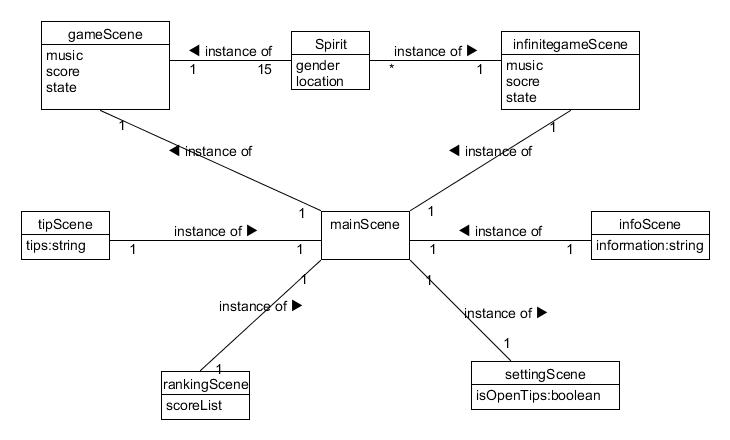 gameScene
music
score
state
◀ instance of
1
15
Spirit
gender
location
instance of ▶
*
1
infinitegameScene
music
socre
state
1
◀ instance of
1
1
◀ instance of
1
tipScene
tips:string
instance of ▶
1
1
mainScene
◀ instance of
1
1
infoScene
information:string
1
instance of ▶
1
rankingScene
scoreList
1
instance of ▶
1
settingScene
isOpenTips:boolean